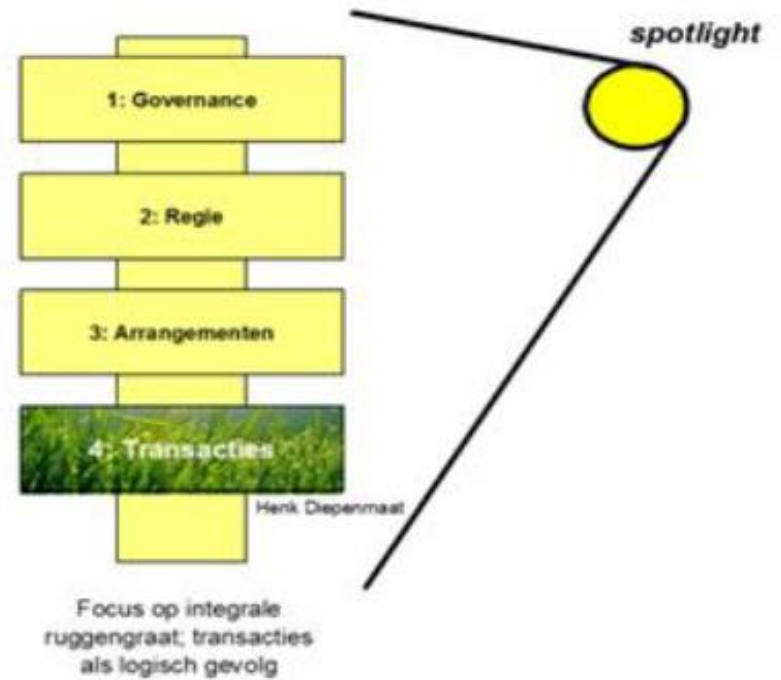 spotlight
1: Governance
2: Regie
3: Arrangementen
4: Transacties
Henk Diepenmaat
Focus op integrale
ruggengraat; transacties
als logisch gevolg